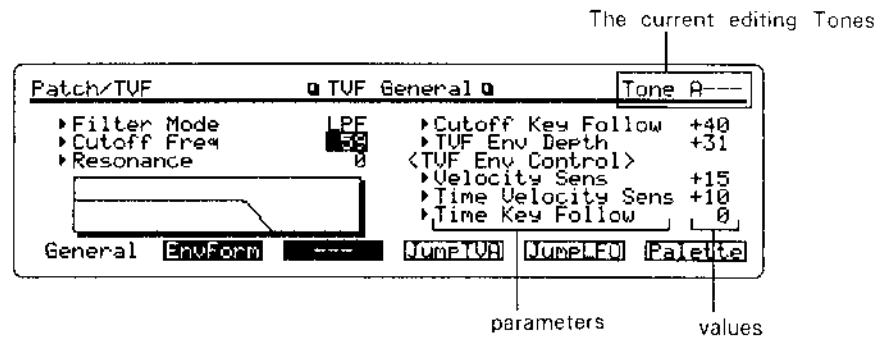 The current editing Tones
Patch/TVF TVF General Tone A---
Filter Mode LPF
Cutoff Freq 59
Resonance 0
Cutoff Key Follow +40
TVF Env Depth +31
<TVF Env Control>
Velocity Sens +15
Time Velocity Sens +10
Time Key Follow 0
General EnvForm --- JumpTVA JumpLFO Palette
parameters values